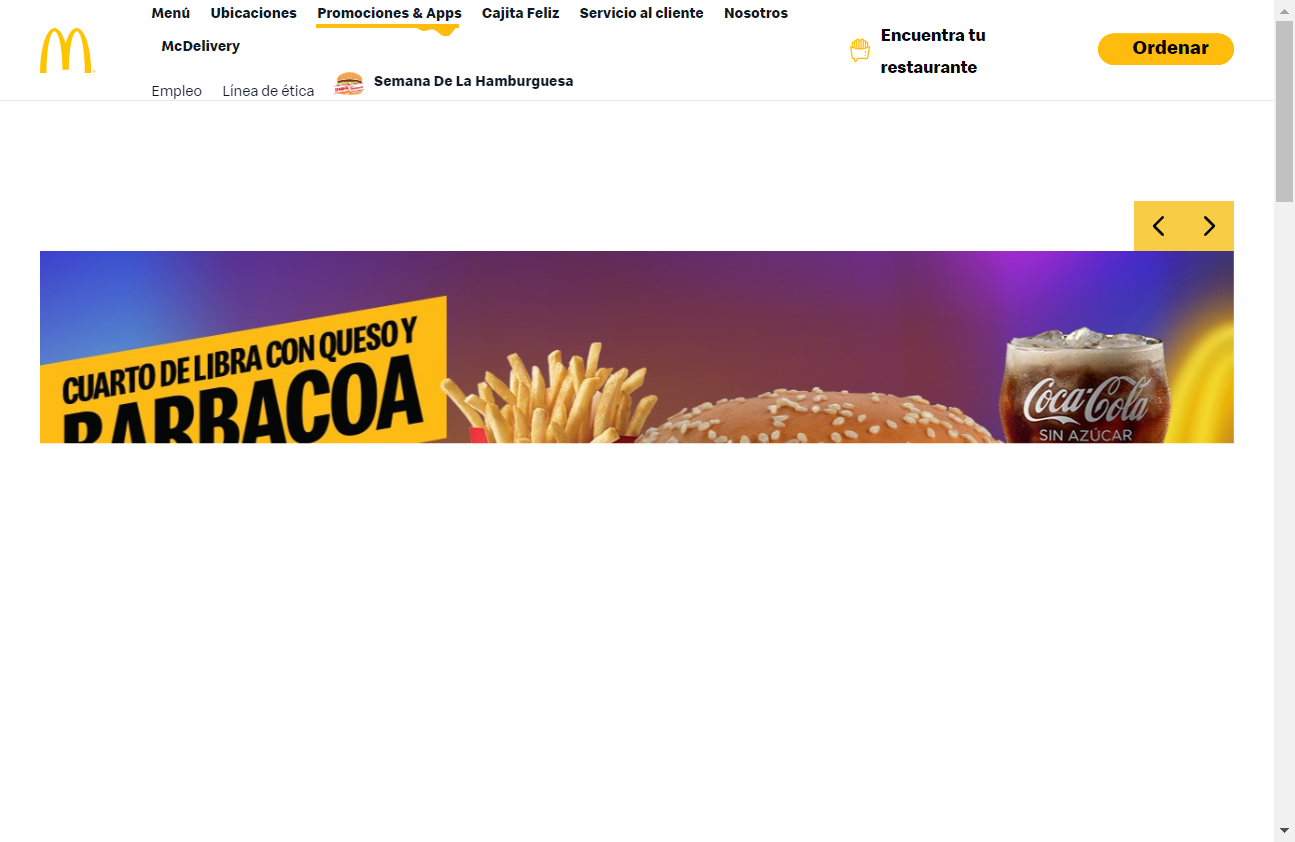 Menú Ubicaciones Promociones & Apps Cajita Feliz Servicio al cliente Nosotros
McDelivery
Empleo Línea de ética Semana De La Hamburguesa
Encuentra tu
restaurante
Ordenar
CUARTO DE LIBRA CON QUESO Y
BARBACOA
Coca-Cola
SIN AZÚCAR